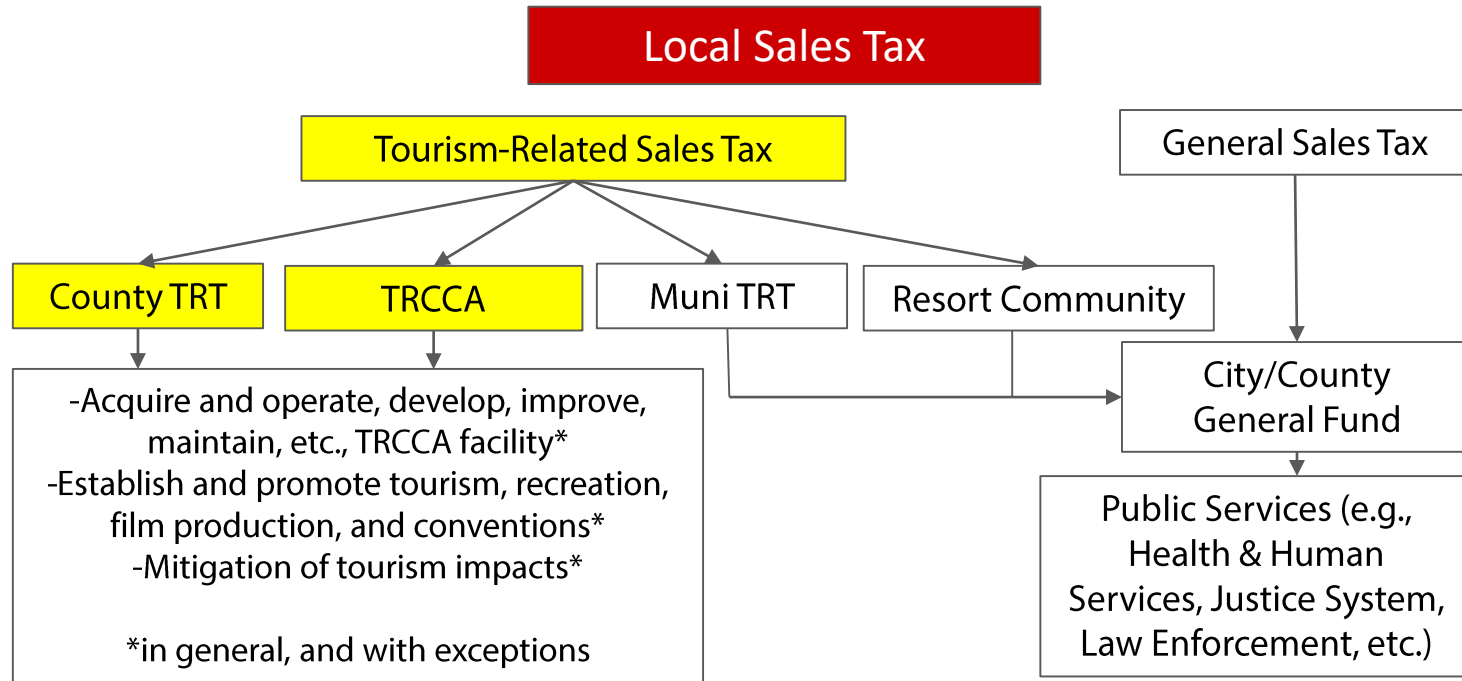 Local Sales Tax
Tourism-Related Sales Tax
General Sales Tax
County TRT
TRCCA
Muni TRT
Resort Community
-Acquire and operate, develop, improve,
maintain, etc., TRCCA facility*
-Establish and promote tourism, recreation,
film production, and conventions*
-Mitigation of tourism impacts*
*in general, and with exceptions
City/County
General Fund
Public Services (e.g.,
Health & Human
Services, Justice System,
Law Enforcement, etc.)